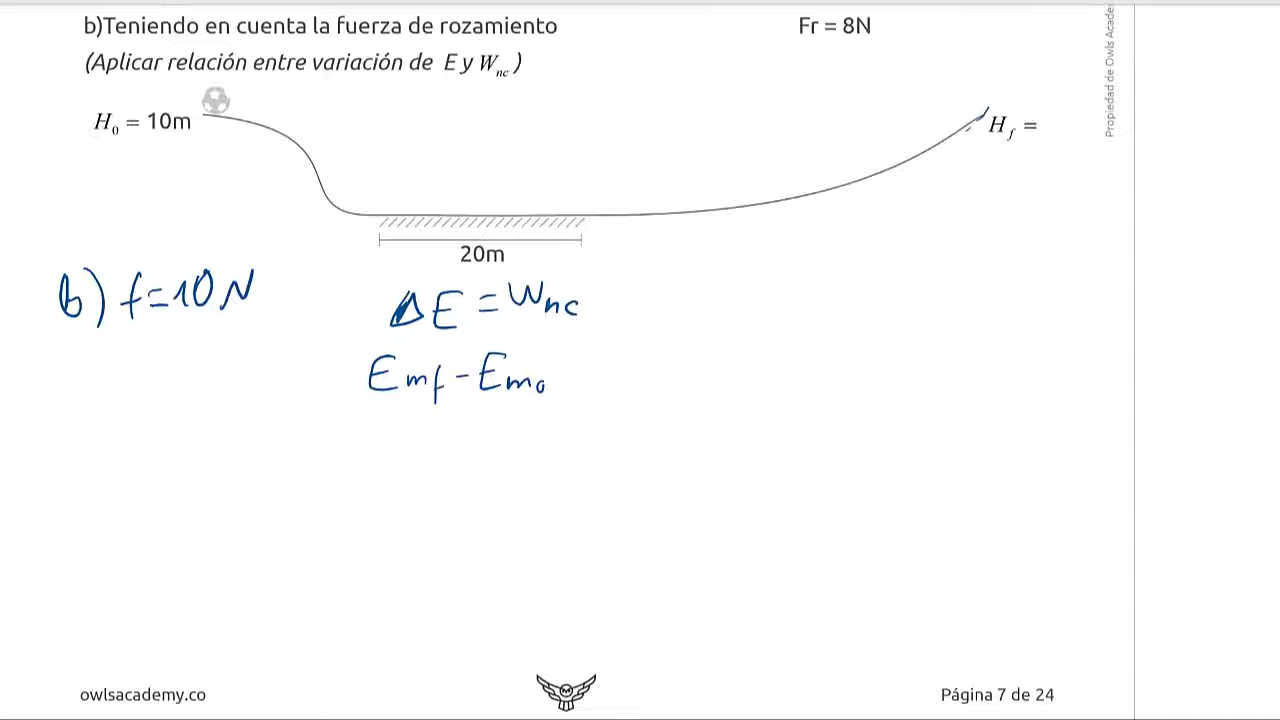 b)Teniendo en cuenta la fuerza de rozamiento Fr = 8N
(Aplicar relación entre variación de E y Wnc)
H0 = 10m
Hf =
20m
b) f=10N
ΔE = Wnc
Emf - Emo
owlsacademy.co
Página 7 de 24
Propiedad de Owls Acade